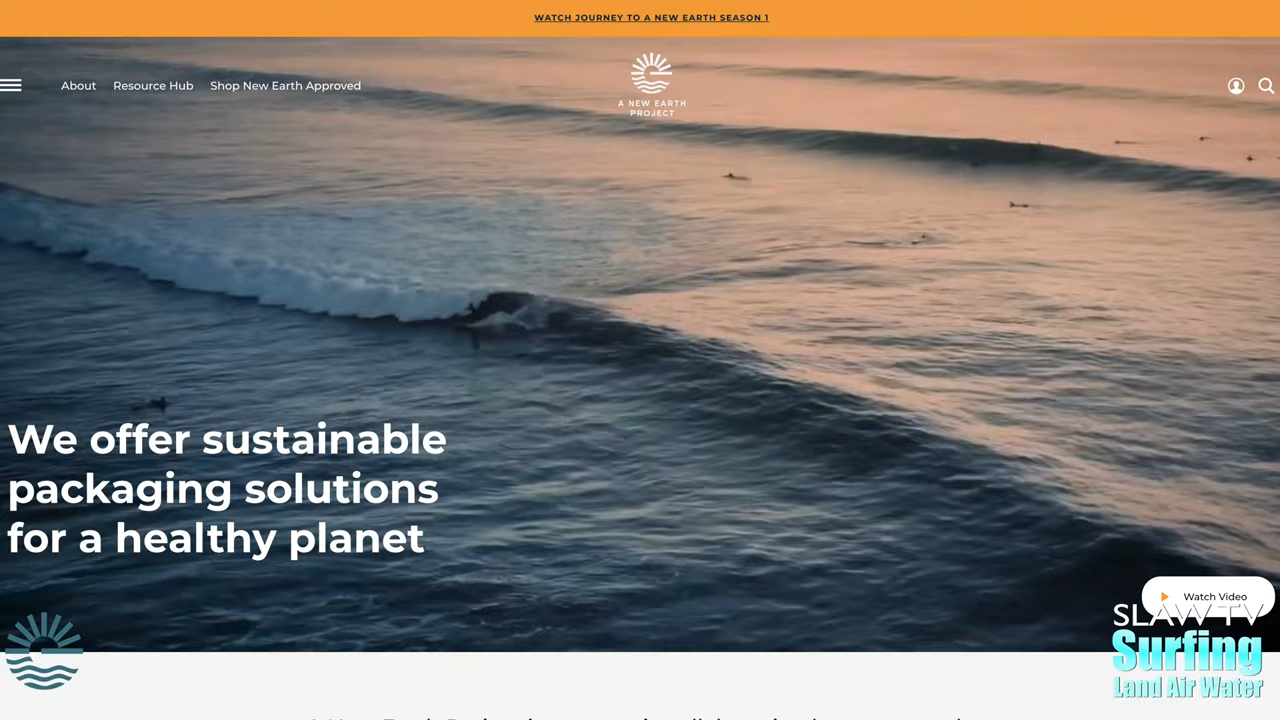 WATCH JOURNEY TO A NEW EARTH SEASON 1
About
Resource Hub
Shop New Earth Approved
A NEW EARTH
PROJECT
We offer sustainable
packaging solutions
for a healthy planet
Watch Video
SLAW TV
Surfing
Land Air Water